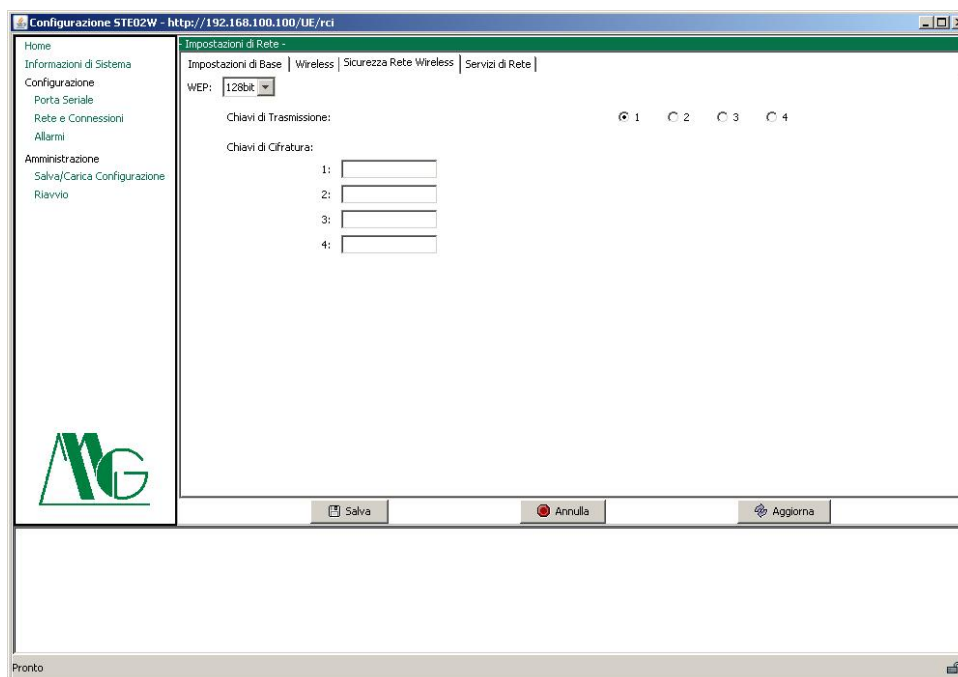 Configurazione STE02W - http://192.168.100.100/UE/rci
Home
Informazioni di Sistema
Configurazione
Porta Seriale
Rete e Connessioni
Allarmi
Amministrazione
Salva/Carica Configurazione
Riavvio
- Impostazioni di Rete -
Impostazioni di Base | Wireless | Sicurezza Rete Wireless | Servizi di Rete |
WEP: 128bit
Chiavi di Trasmissione: 1 2 3 4
Chiavi di Cifratura:
1:
2:
3:
4:
Salva Annulla Aggiorna
Pronto